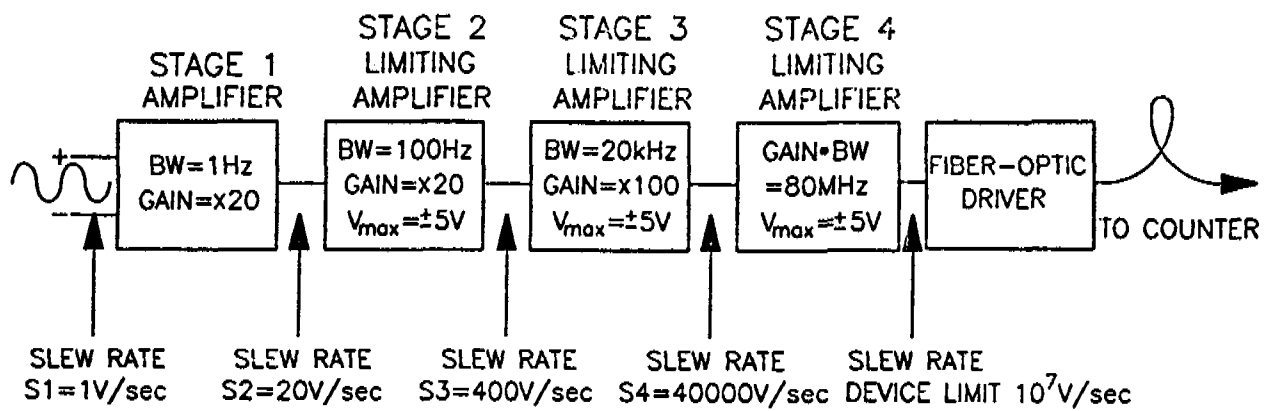 STAGE 1
AMPLIFIER
BW=1Hz
GAIN=x20
STAGE 2
LIMITING
AMPLIFIER
BW=100Hz
GAIN=x20
Vmax=±5V
STAGE 3
LIMITING
AMPLIFIER
BW=20kHz
GAIN=x100
Vmax=±5V
STAGE 4
LIMITING
AMPLIFIER
GAIN•BW
=80MHz
Vmax=±5V
FIBER-OPTIC
DRIVER
TO COUNTER
+
-
SLEW RATE
S1=1V/sec
SLEW RATE
S2=20V/sec
SLEW RATE
S3=400V/sec
SLEW RATE
S4=40000V/sec
SLEW RATE
DEVICE LIMIT 10⁷V/sec